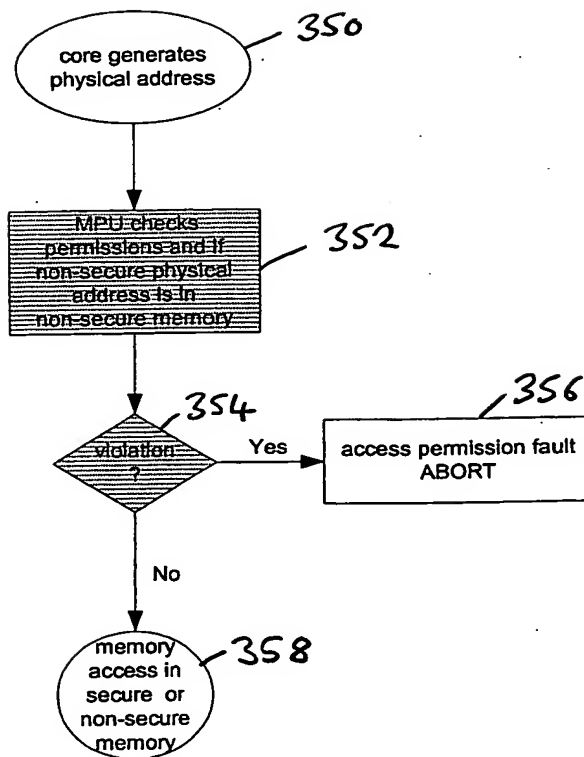 core generates
physical address
350
MPU checks
permissions and if
non-secure physical
address is in
non-secure memory
352
violation
?
354
Yes
access permission fault
ABORT
356
No
memory
access in
secure or
non-secure
memory
358